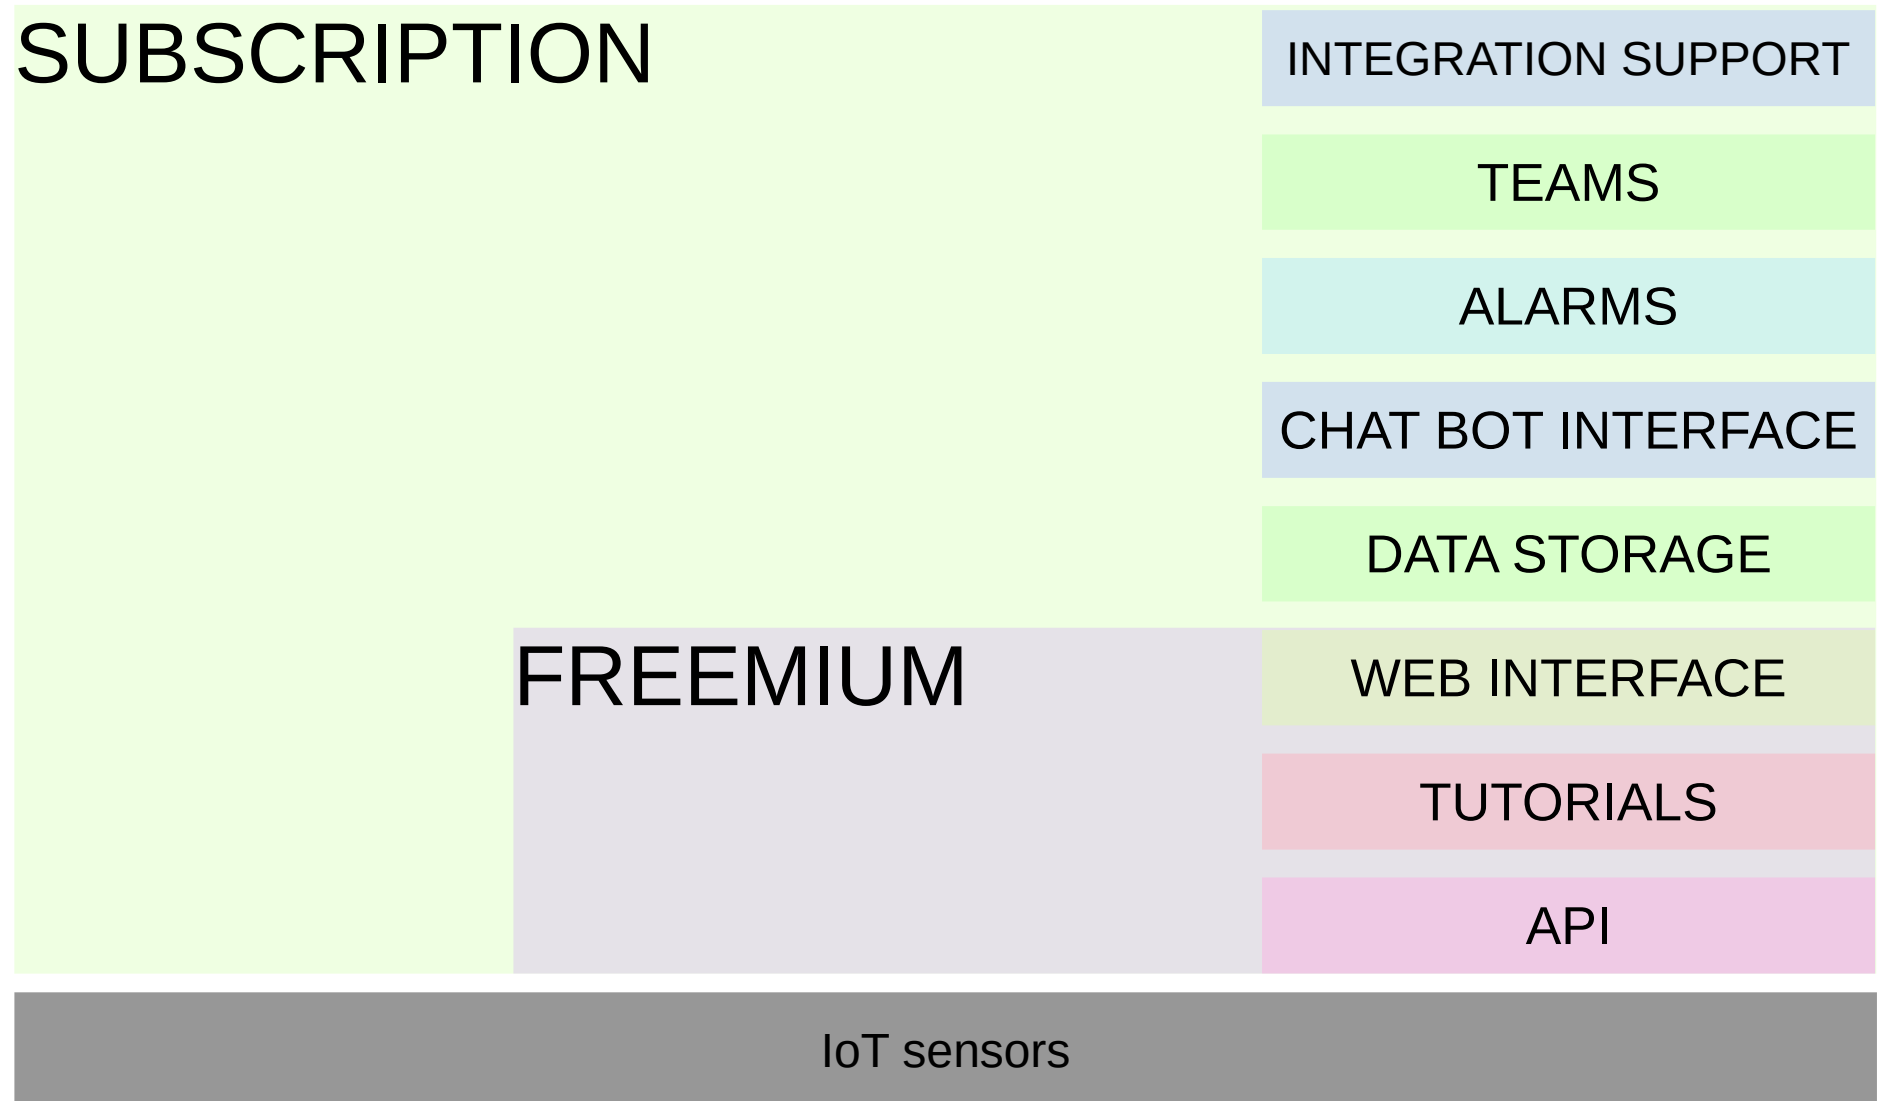 SUBSCRIPTION
INTEGRATION SUPPORT
TEAMS
ALARMS
CHAT BOT INTERFACE
DATA STORAGE
FREEMIUM
WEB INTERFACE
TUTORIALS
API
IoT sensors